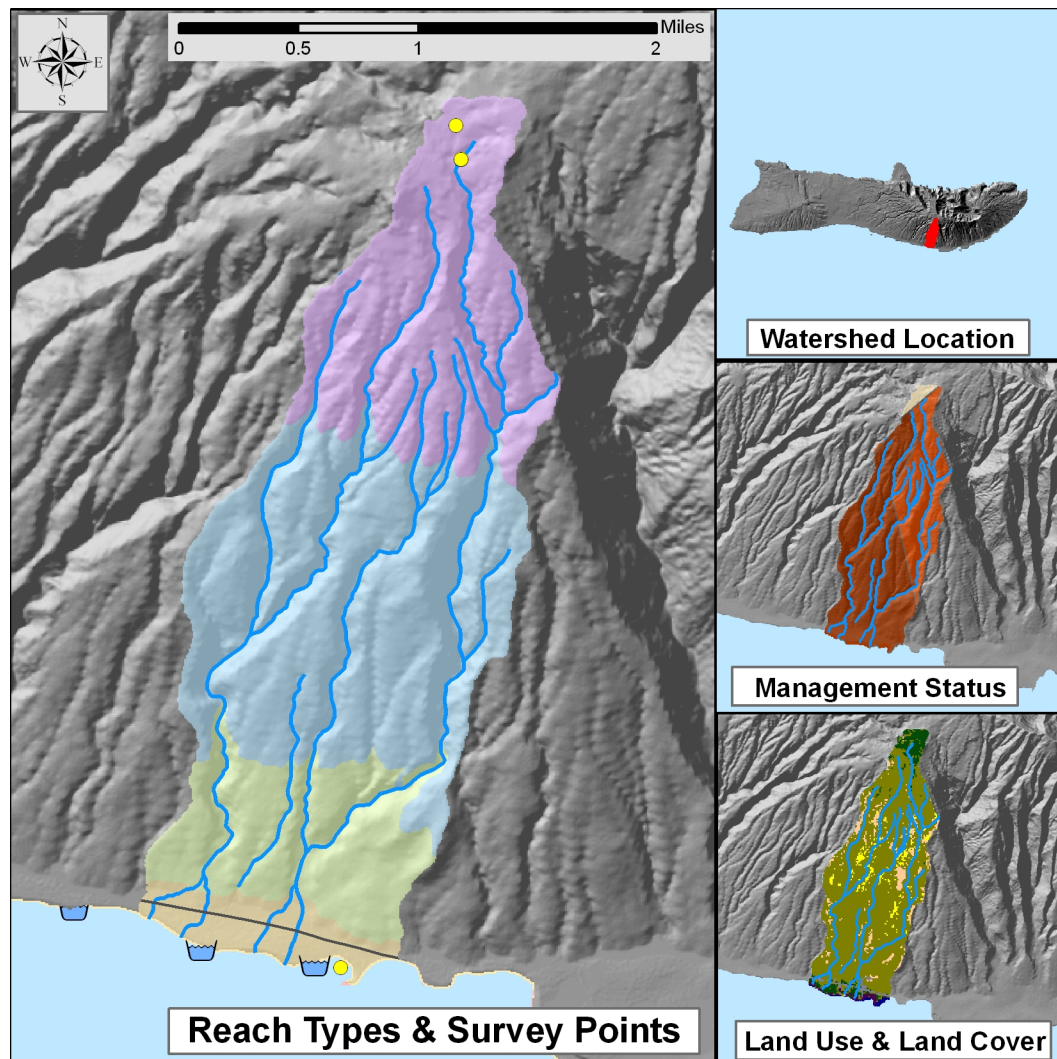 N
W E
S
Miles
0 0.5 1 2
Reach Types & Survey Points
Watershed Location
Management Status
Land Use & Land Cover